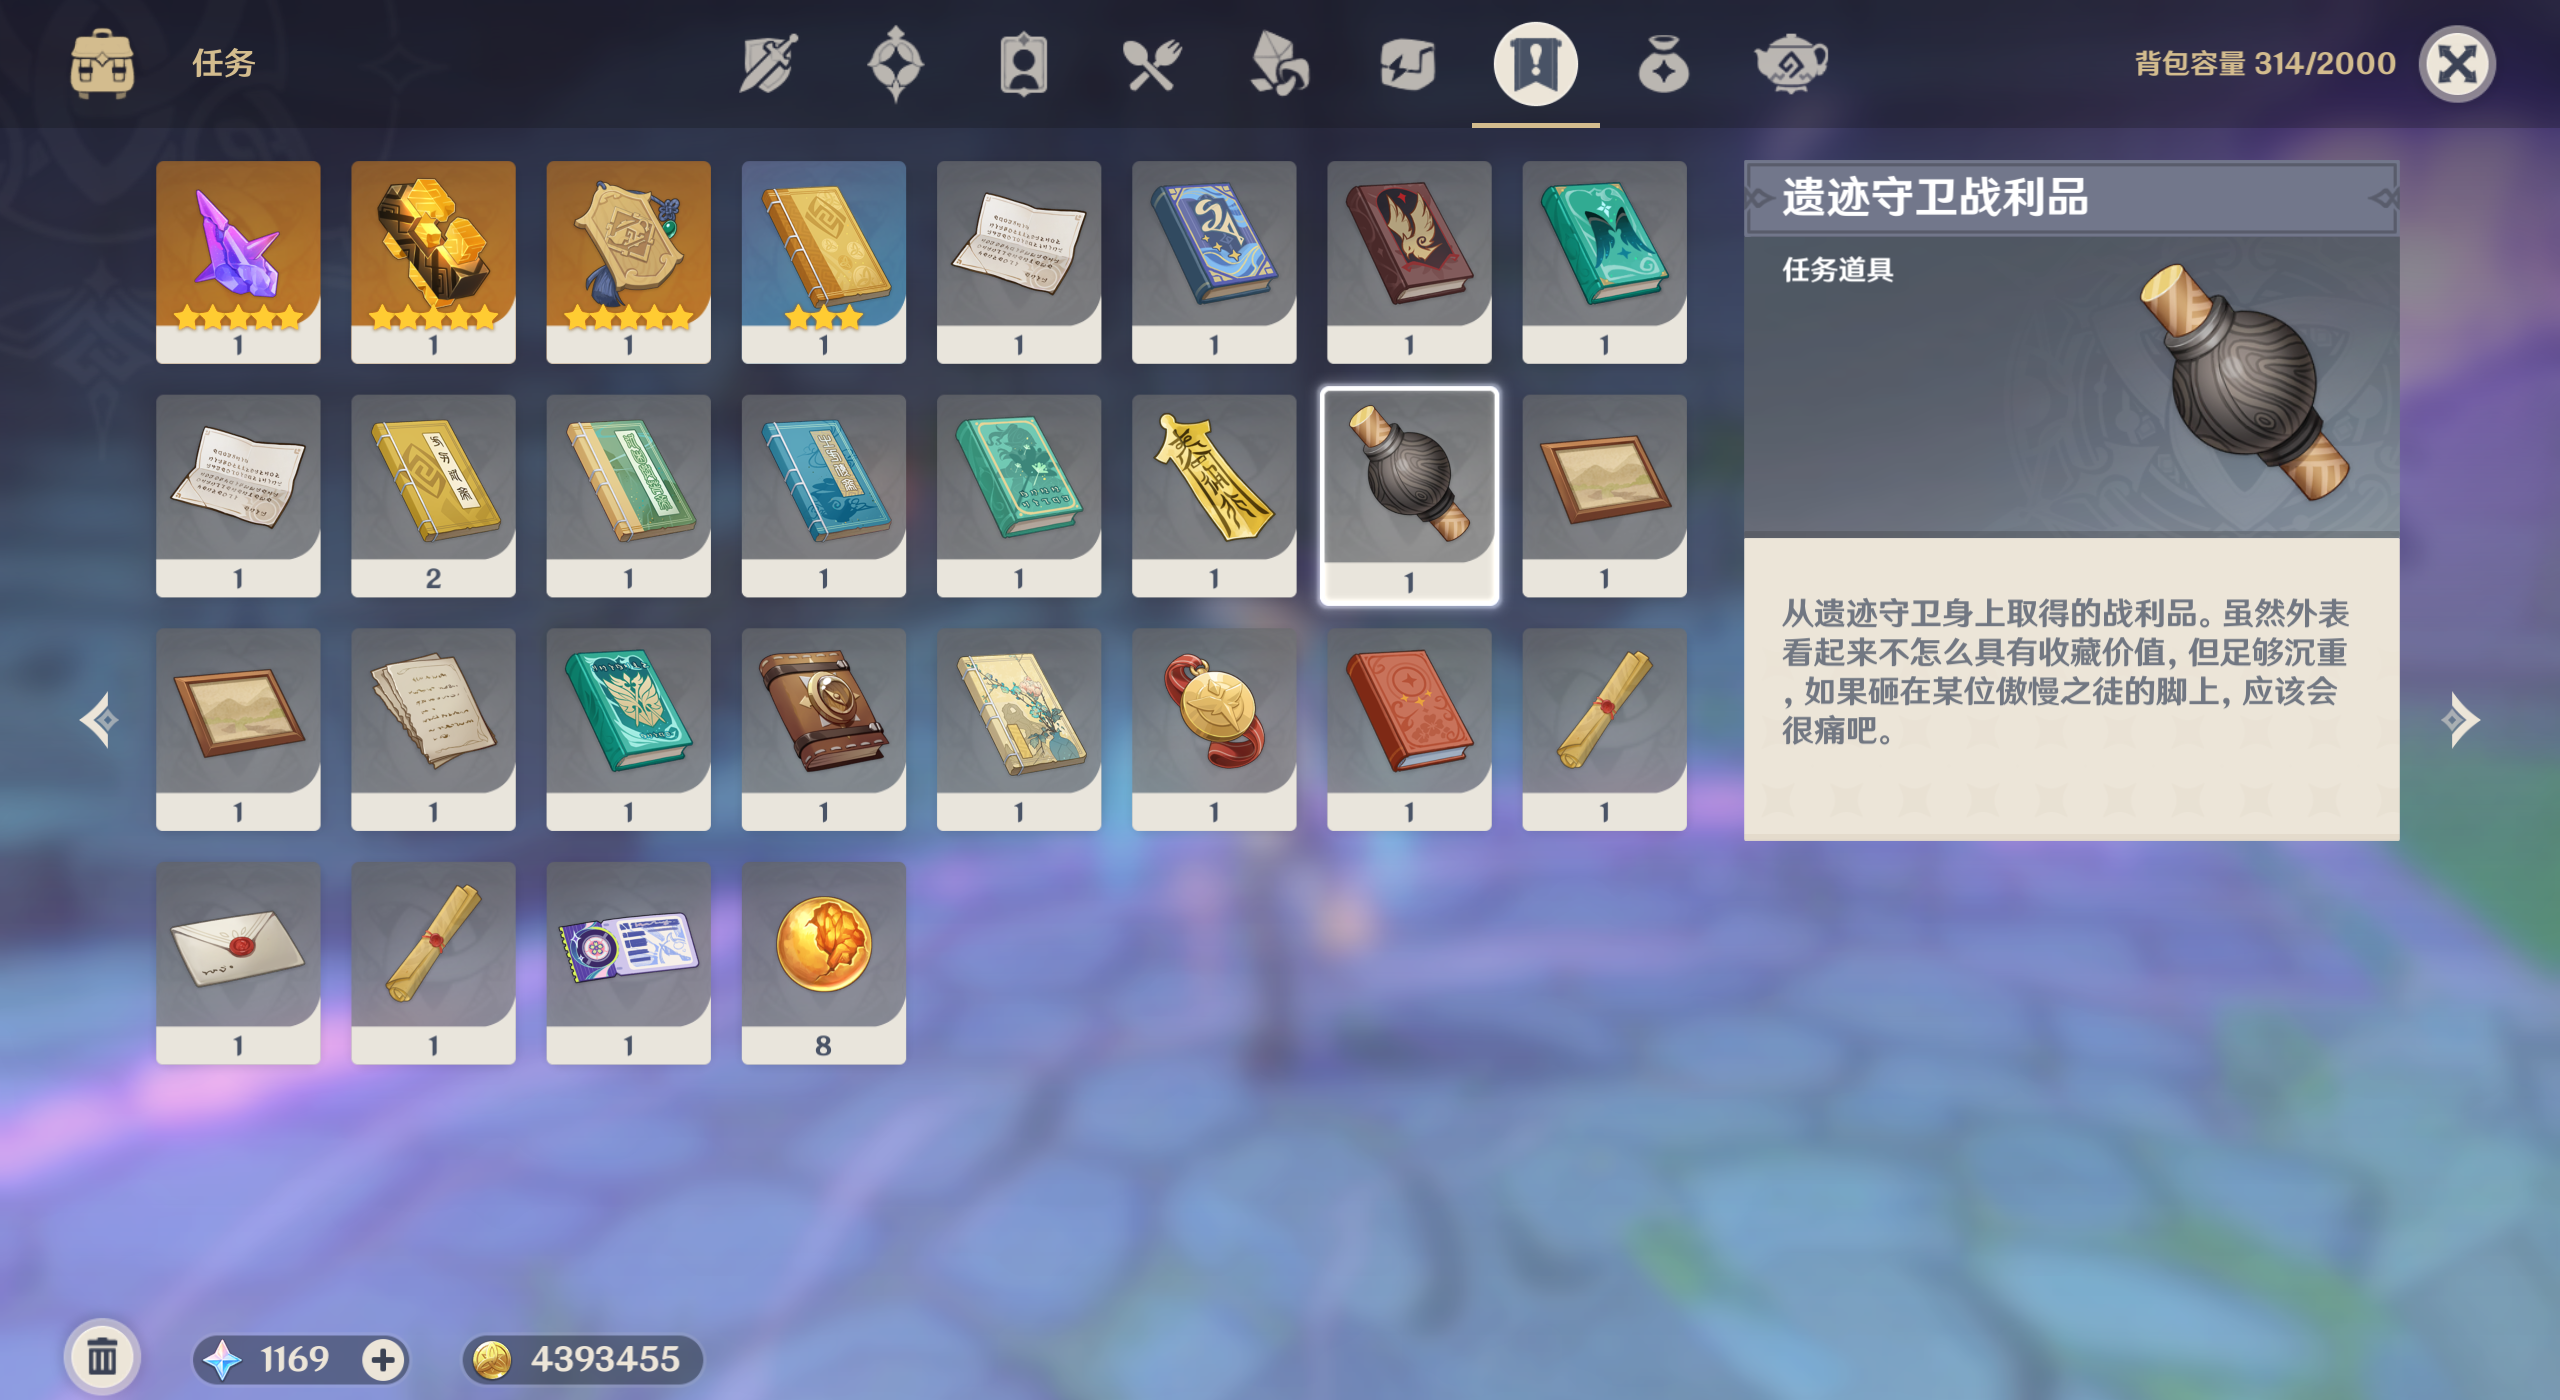 任务
背包容量 314/2000
遗迹守卫战利品
任务道具
从遗迹守卫身上取得的战利品。虽然外表
看起来不怎么具有收藏价值, 但足够沉重
, 如果砸在某位傲慢之徒的脚上, 应该会
很痛吧。
1 1 1 1 1 1 1 1
1 2 1 1 1 1 1 1
1 1 1 1 1 1 1 1
1 1 1 8
1169
4393455